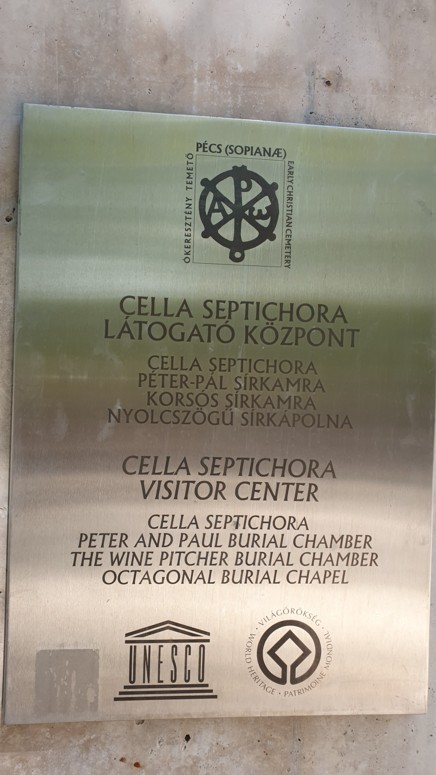 PÉCS (SOPIANÆ)
ÓKERESZTÉNY TEMETŐ
EARLY CHRISTIAN CEMETERY
A P ω
CELLA SEPTICHORA
LÁTOGATÓ KÖZPONT
CELLA SEPTICHORA
PÉTER-PÁL SÍRKAMRA
KORSÓS SÍRKAMRA
NYOLCSZÖGŰ SÍRKÁPOLNA
CELLA SEPTICHORA
VISITOR CENTER
CELLA SEPTICHORA
PETER AND PAUL BURIAL CHAMBER
THE WINE PITCHER BURIAL CHAMBER
OCTAGONAL BURIAL CHAPEL
UNESCO
• VILÁGÖRÖKSÉG •
WORLD HERITAGE • PATRIMOINE MONDIAL